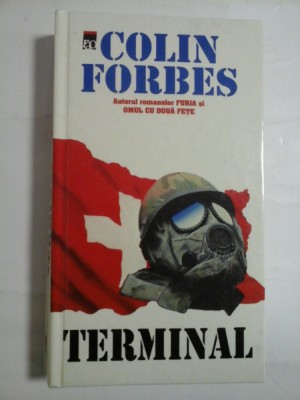 COLIN
FORBES
Autorul romanelor FURIA și
OMUL CU DOUĂ FEȚE
TERMINAL